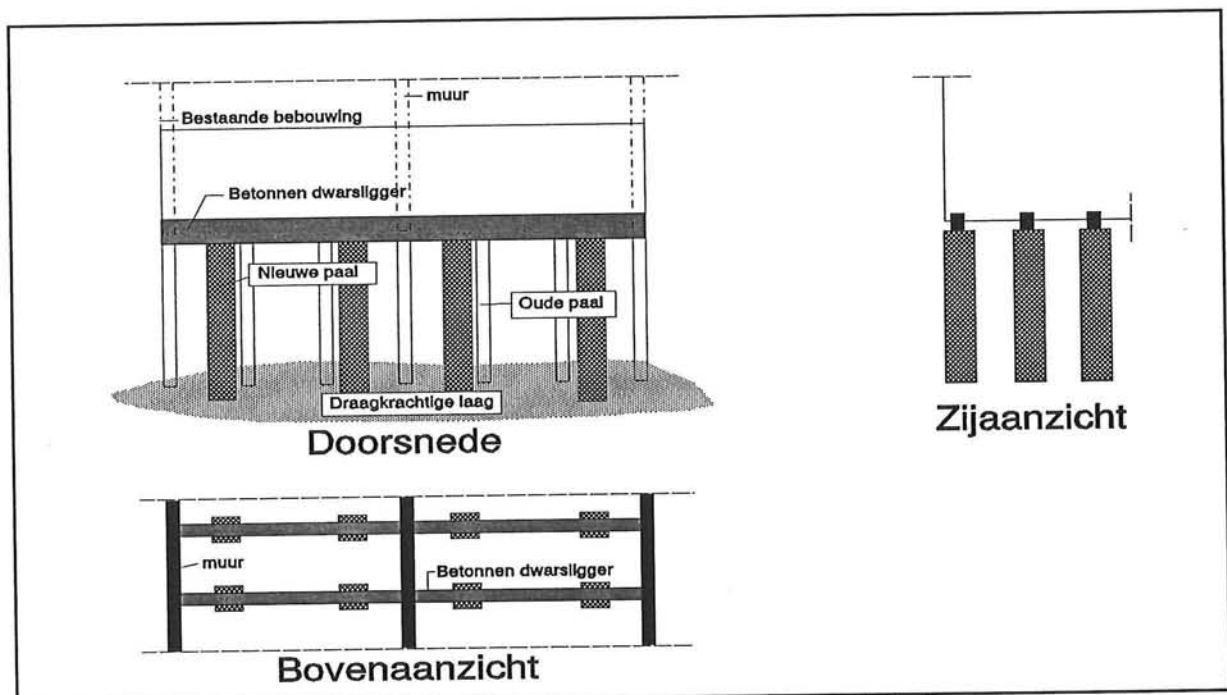 muur
Bestaande bebouwing
Betonnen dwarsligger
Nieuwe paal
Oude paal
Draagkrachtige laag
Doorsnede
Zijaanzicht
muur
Betonnen dwarsligger
Bovenaanzicht